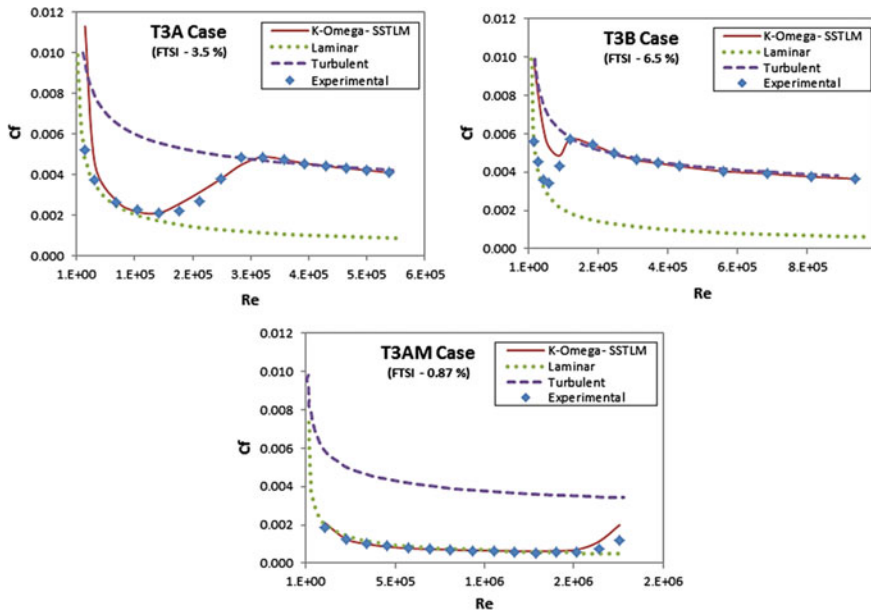 T3A Case
(FTSI - 3.5 %)
K-Omega- SSTLM
Laminar
Turbulent
Experimental
0.012
0.010
0.008
0.006
0.004
0.002
0.000
Cf
1.E+00
1.E+05
2.E+05
3.E+05
4.E+05
5.E+05
6.E+05
Re
T3B Case
(FTSI - 6.5 %)
K-Omega- SSTLM
Laminar
Turbulent
Experimental
0.012
0.010
0.008
0.006
0.004
0.002
0.000
Cf
1.E+00
2.E+05
4.E+05
6.E+05
8.E+05
Re
T3AM Case
(FTSI - 0.87 %)
K-Omega- SSTLM
Laminar
Turbulent
Experimental
0.012
0.010
0.008
0.006
0.004
0.002
0.000
Cf
1.E+00
5.E+05
1.E+06
2.E+06
2.E+06
Re